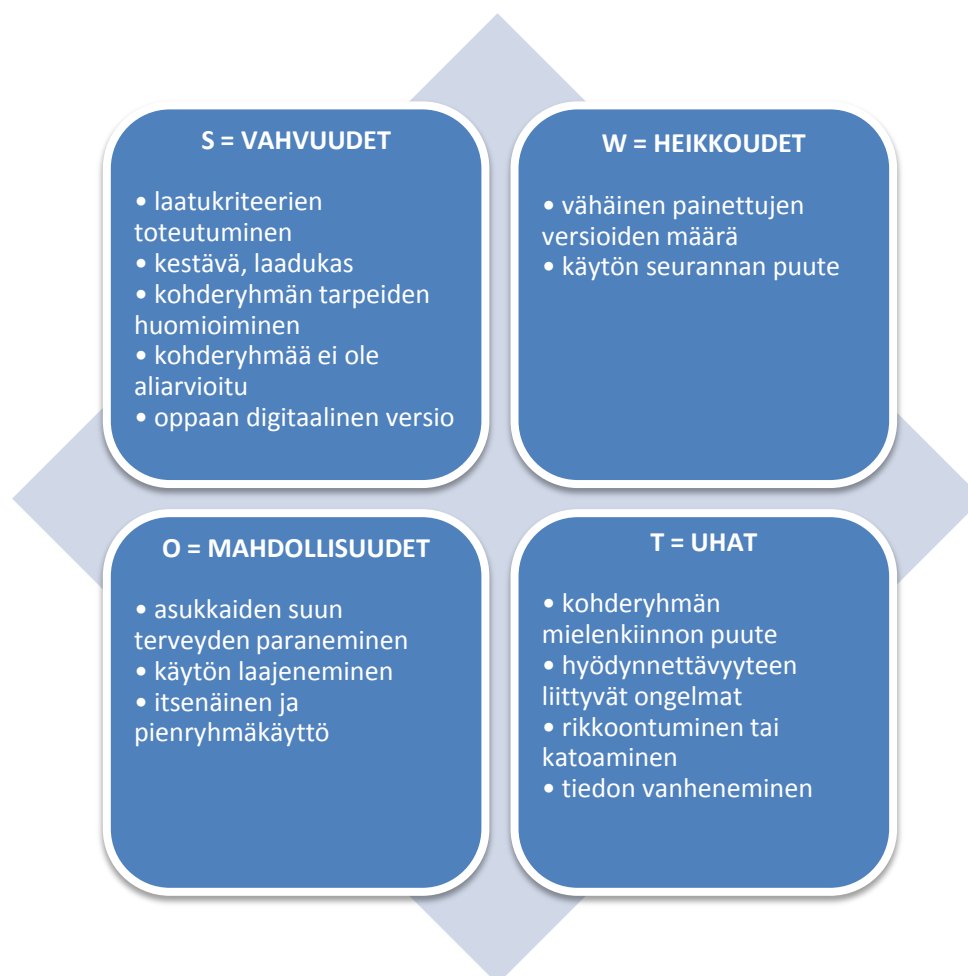 S = VAHVUUDET
• laatukriteerien
toteutuminen
• kestävä, laadukas
• kohderyhmän tarpeiden
huomioiminen
• kohderyhmää ei ole
aliarvioitu
• oppaan digitaalinen versio
W = HEIKKOUDET
• vähäinen painettujen
versioiden määrä
• käytön seurannan puute
O = MAHDOLLISUUDET
• asukkaiden suun
terveyden paraneminen
• käytön laajeneminen
• itsenäinen ja
pienryhmäkäyttö
T = UHAT
• kohderyhmän
mielenkiinnon puute
• hyödynnettävyyteen
liittyvät ongelmat
• rikkoontuminen tai
katoaminen
• tiedon vanheneminen